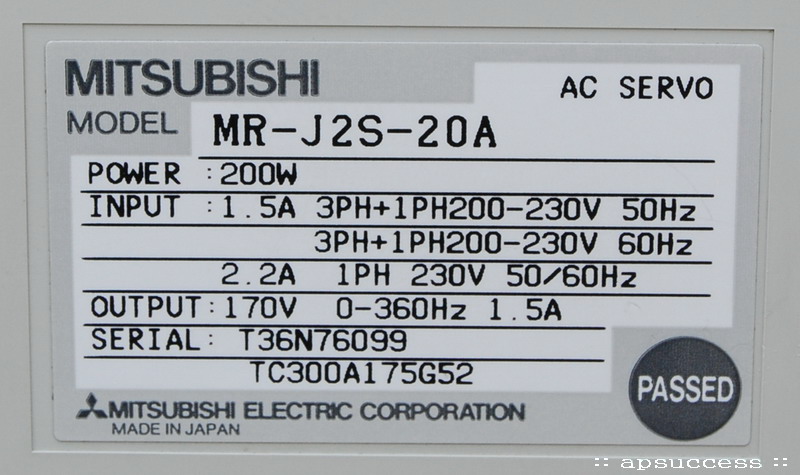 MITSUBISHI
AC SERVO
MODEL MR-J2S-20A
POWER : 200W
INPUT : 1.5A 3PH+1PH200-230V 50Hz
3PH+1PH200-230V 60Hz
2.2A 1PH 230V 50/60Hz
OUTPUT: 170V 0-360Hz 1.5A
SERIAL: T36N76099
TC300A175G52
PASSED
MITSUBISHI ELECTRIC CORPORATION
MADE IN JAPAN
:: apsuccess ::